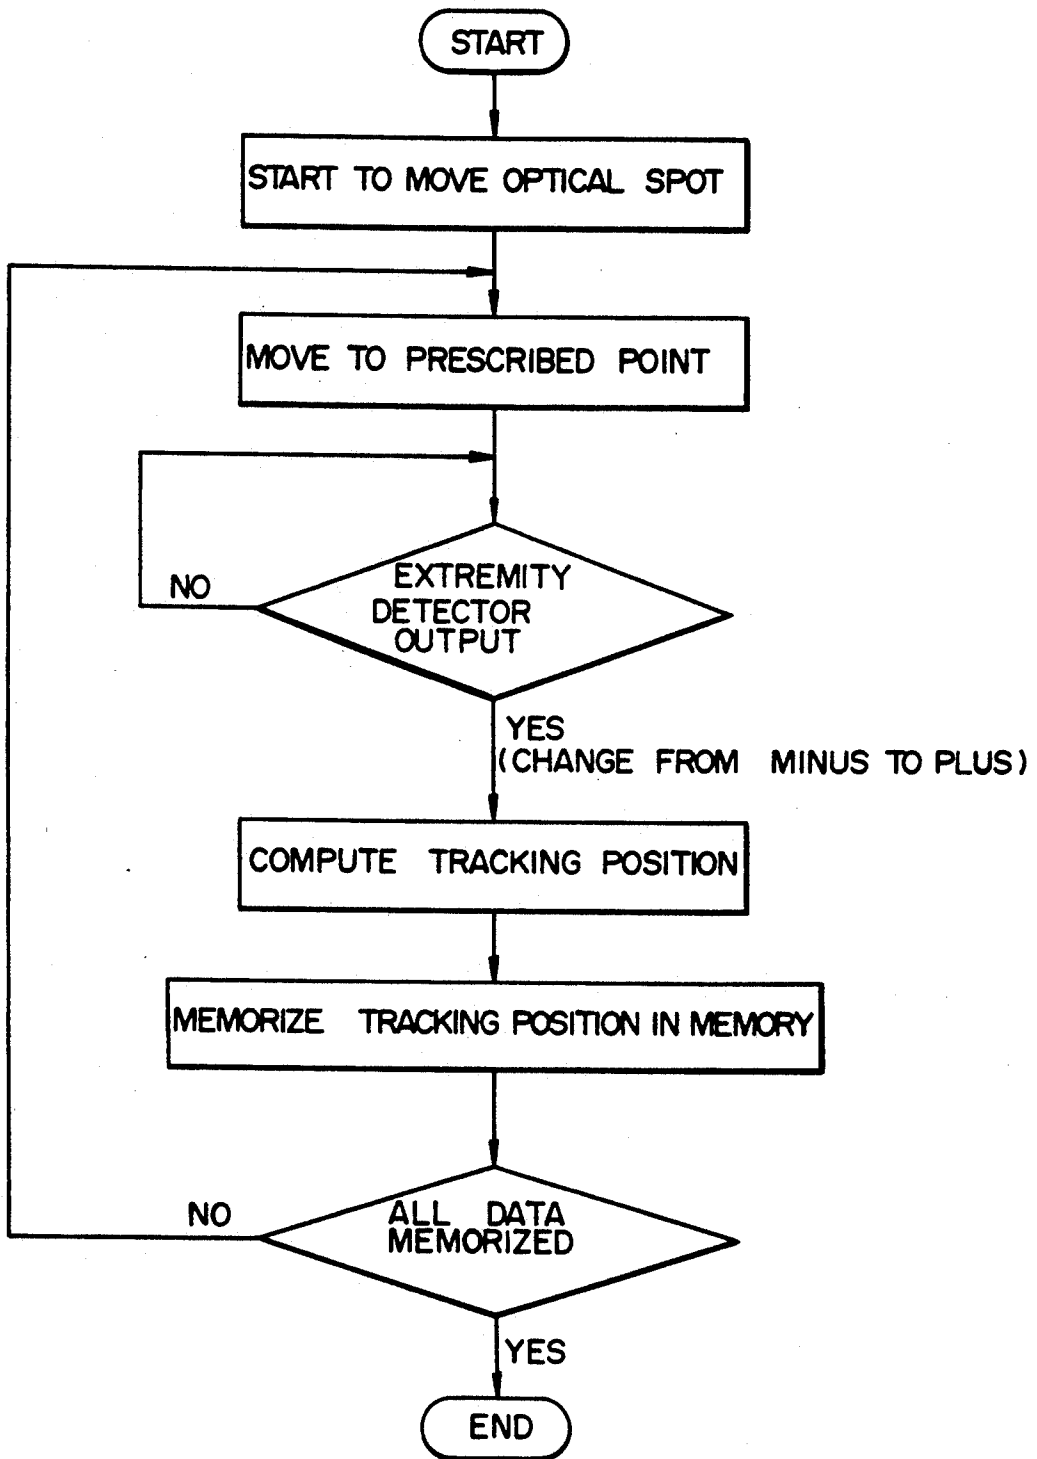 START
START TO MOVE OPTICAL SPOT
MOVE TO PRESCRIBED POINT
EXTREMITY
DETECTOR
OUTPUT
NO
YES
(CHANGE FROM MINUS TO PLUS)
COMPUTE TRACKING POSITION
MEMORIZE TRACKING POSITION IN MEMORY
ALL DATA
MEMORIZED
NO
YES
END